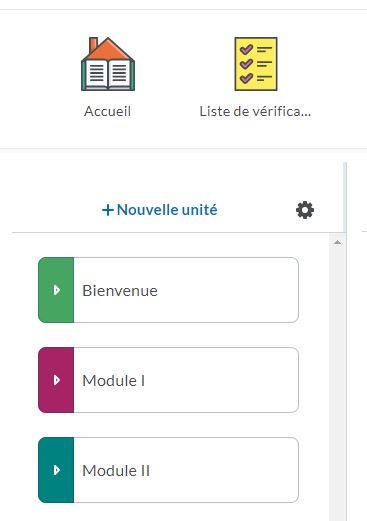 Accueil
Liste de vérifica...
+ Nouvelle unité
Bienvenue
Module I
Module II